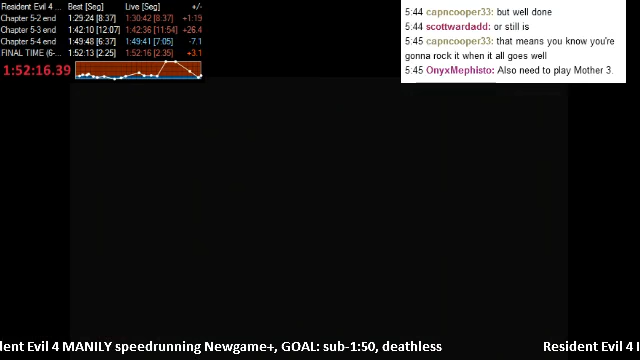 Resident Evil 4 ... Best [Seg] Live [Seg] +/-
Chapter 5-2 end 1:29:24 [8:37] 1:30:42 [8:37] +1:19
Chapter 5-3 end 1:42:10 [12:07] 1:42:36 [11:54] +26.4
Chapter 5-4 end 1:49:48 [6:37] 1:49:41 [7:05] -7.1
FINAL TIME (6-... 1:52:13 [2:25] 1:52:16 [2:35] +3.1
1:52:16.39
5:44 capncooper33: but well done
5:44 scottwardadd: or still is
5:45 capncooper33: that means you know you're
gonna rock it when it all goes well
5:45 OnyxMephisto: Also need to play Mother 3.
dent Evil 4 MANILY speedrunning Newgame+, GOAL: sub-1:50, deathless Resident Evil 4